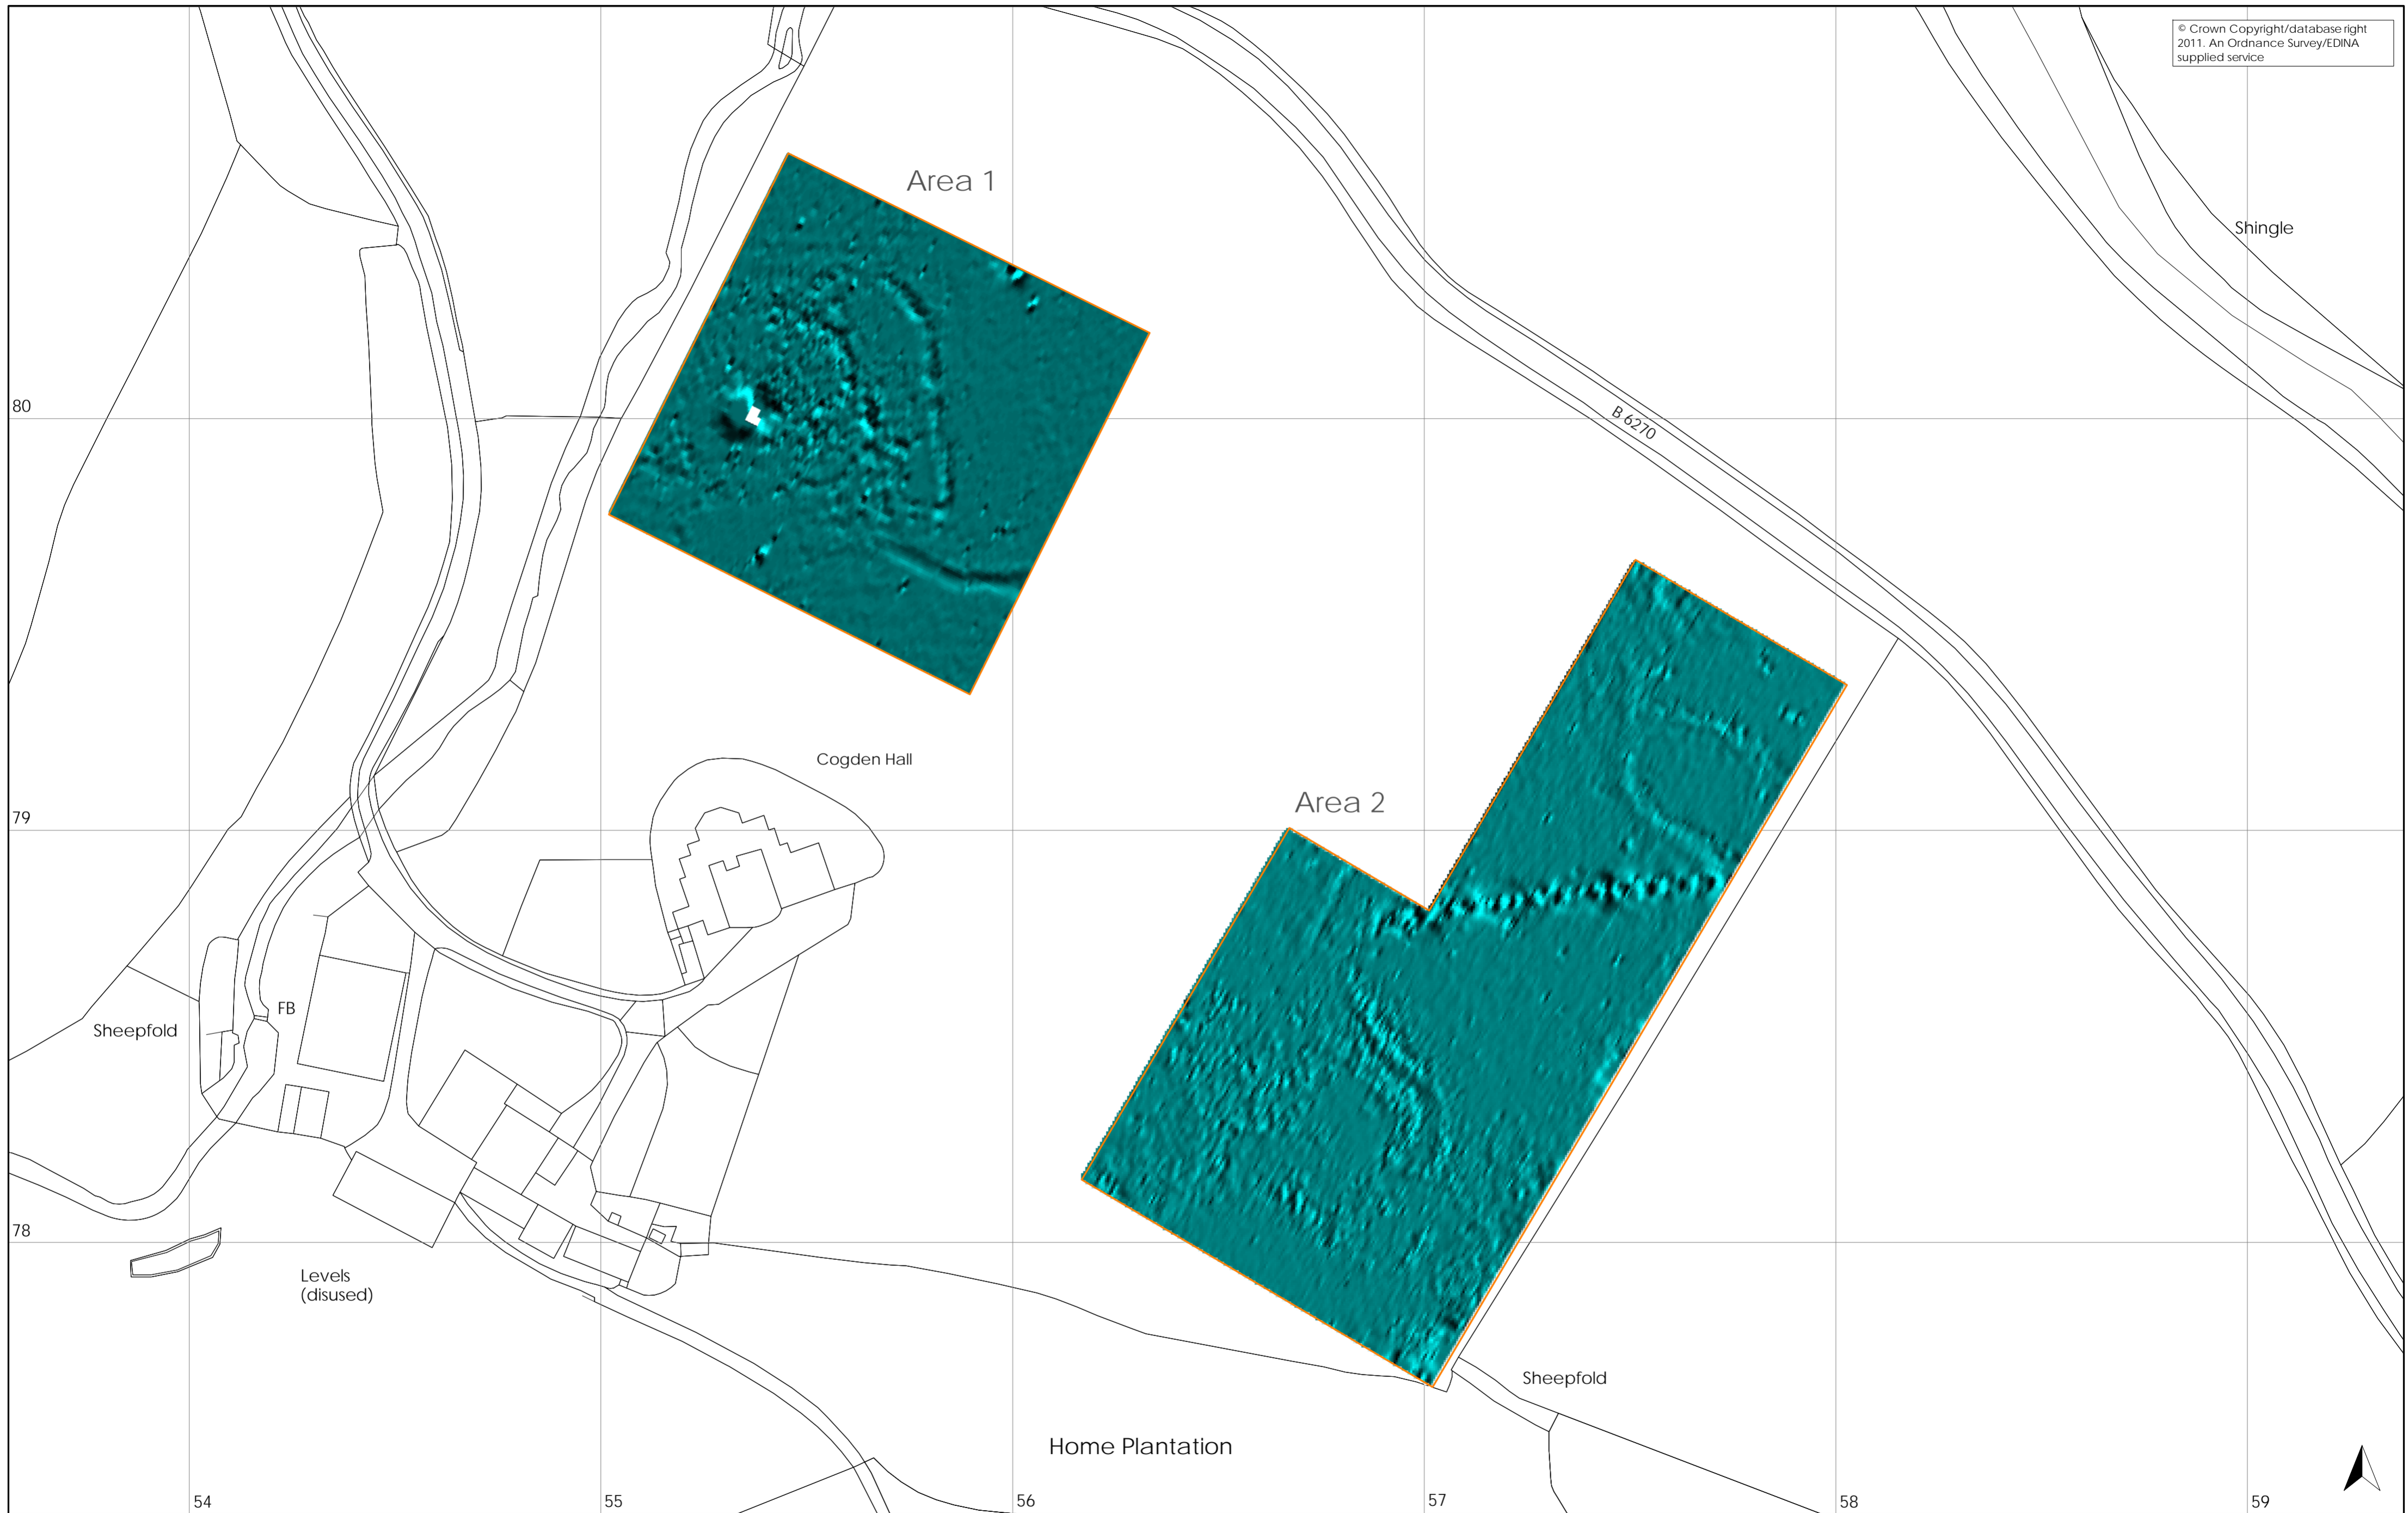 © Crown Copyright/database right
2011. An Ordnance Survey/EDINA
supplied service
Area 1
Shingle
80
B 6270
Cogden Hall
Area 2
79
FB
Sheepfold
78
Levels
(disused)
Sheepfold
Home Plantation
54
55
56
57
58
59